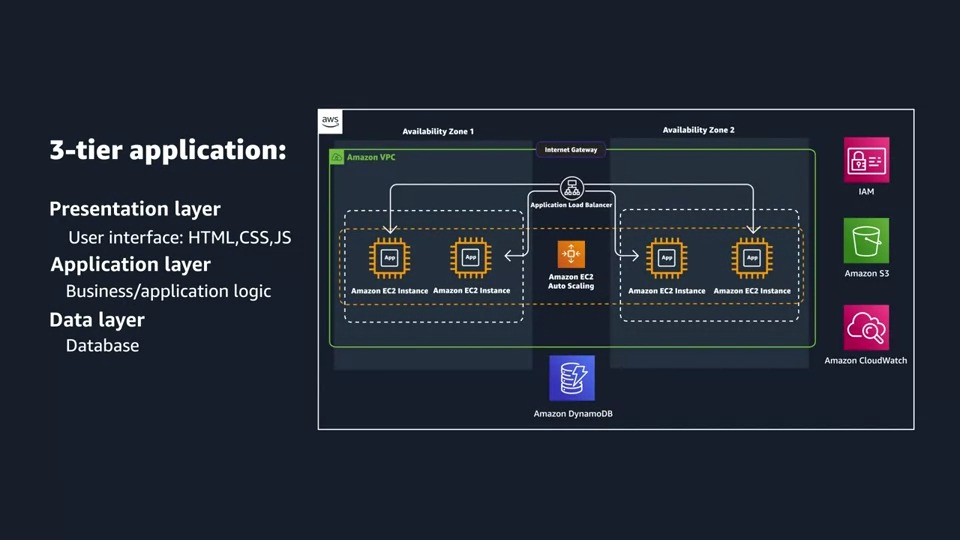 3-tier application:
Presentation layer
User interface: HTML,CSS,JS
Application layer
Business/application logic
Data layer
Database
aws
Availability Zone 1
Availability Zone 2
Amazon VPC
Internet Gateway
Application Load Balancer
App
App
App
App
Amazon EC2 Instance
Amazon EC2 Instance
Amazon EC2
Auto Scaling
Amazon EC2 Instance
Amazon EC2 Instance
Amazon DynamoDB
IAM
Amazon S3
Amazon CloudWatch